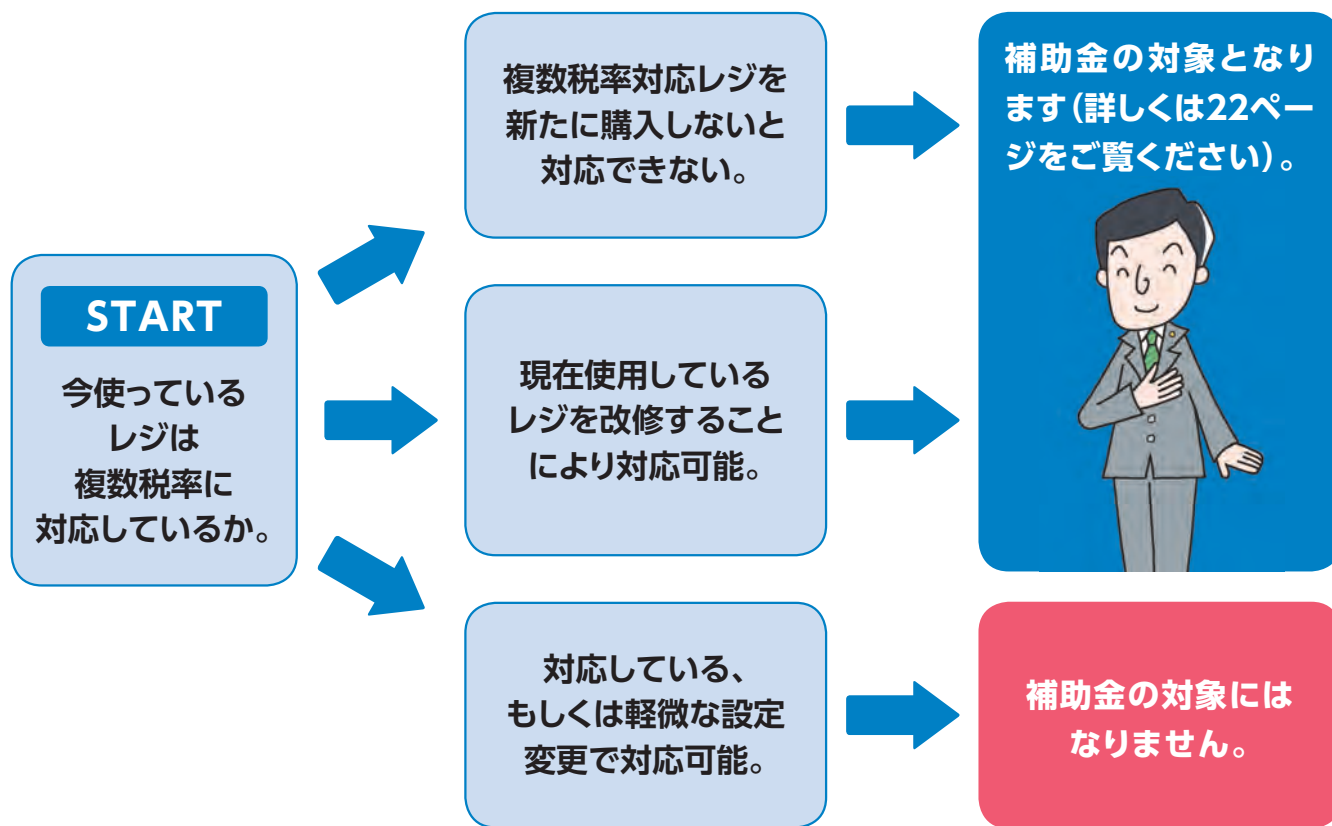 START
今使っている
レジは
複数税率に
対応しているか。
複数税率対応レジを
新たに購入しないと
対応できない。
補助金の対象となり
ます（詳しくは22ペー
ジをご覧ください）。
現在使用している
レジを改修すること
により対応可能。
対応している、
もしくは軽微な設定
変更で対応可能。
補助金の対象には
なりません。